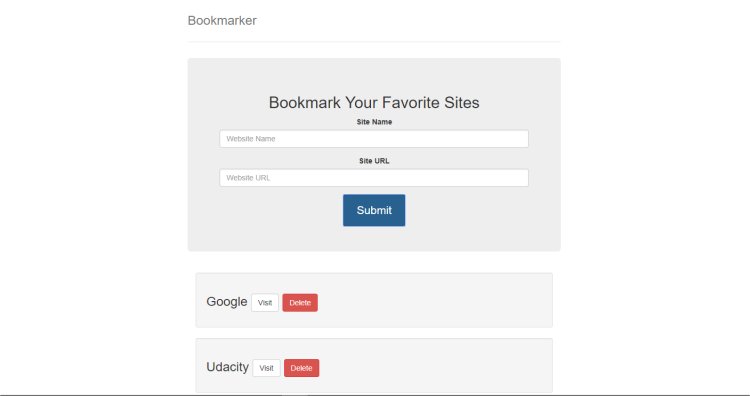 Bookmarker
Bookmark Your Favorite Sites
Site Name
Website Name
Site URL
Website URL
Submit
Google Visit Delete
Udacity Visit Delete